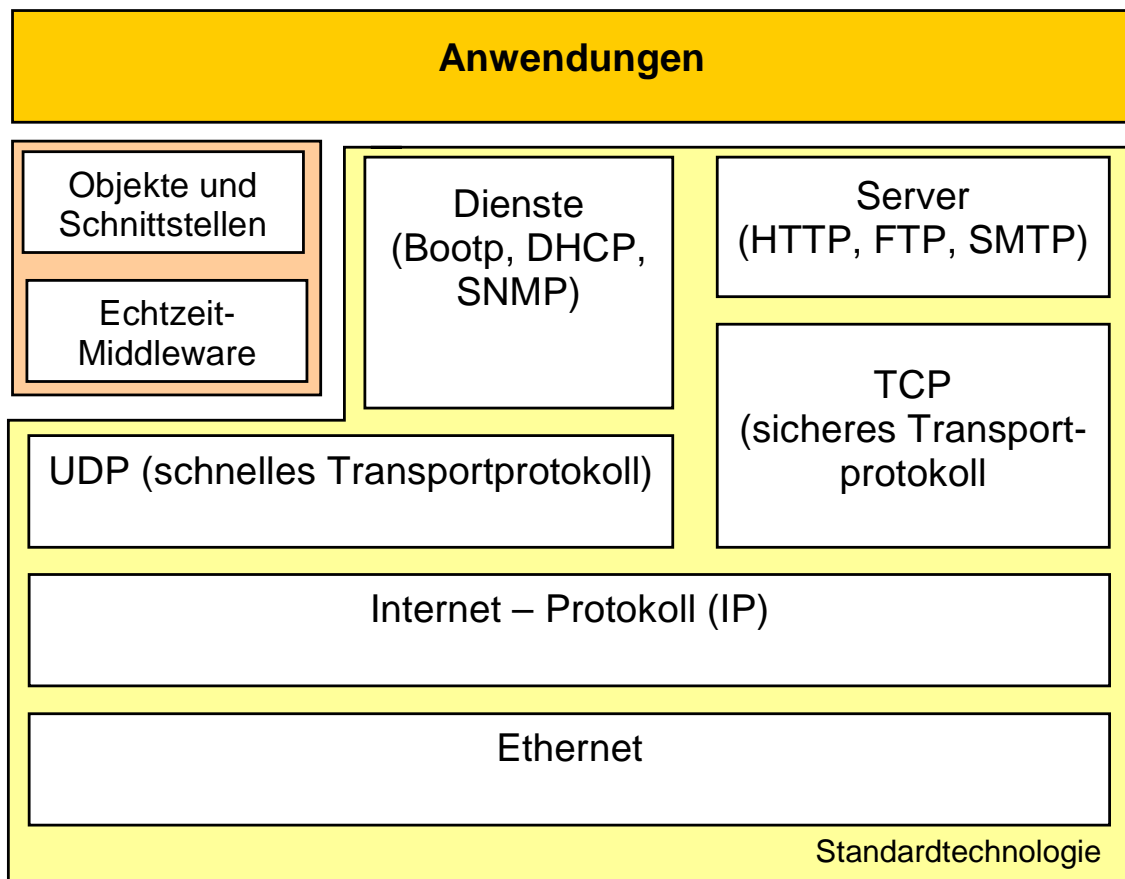 Anwendungen
Objekte und
Schnittstellen
Echtzeit-
Middleware
Dienste
(Bootp, DHCP,
SNMP)
Server
(HTTP, FTP, SMTP)
TCP
(sicheres Transport-
protokoll
UDP (schnelles Transportprotokoll)
Internet – Protokoll (IP)
Ethernet
Standardtechnologie